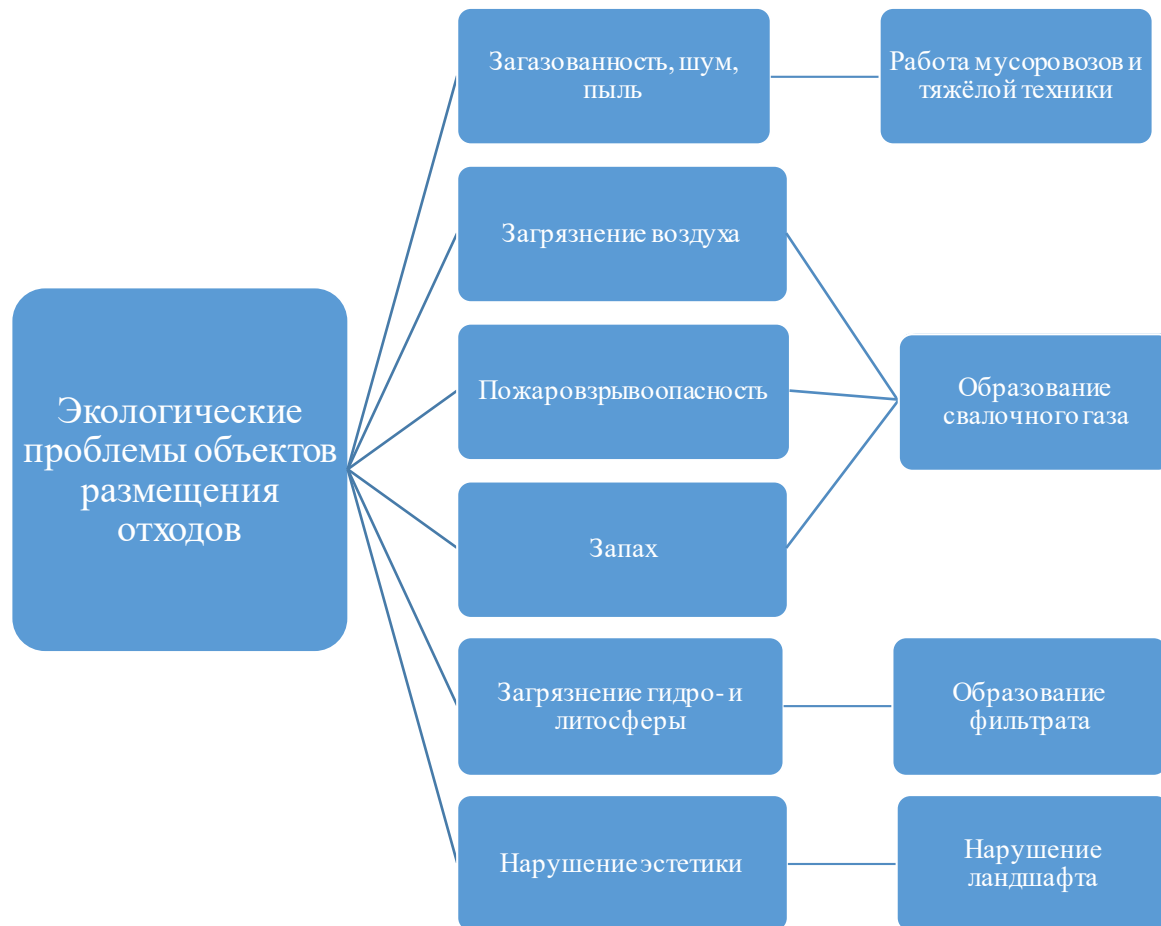 Загазованность, шум,
пыль
Работа мусоровозов и
тяжёлой техники
Загрязнение воздуха
Экологические
проблемы объектов
размещения
отходов
Пожаровзрывоопасность
Образование
свалочного газа
Запах
Загрязнение гидро- и
литосферы
Образование
фильтрата
Нарушение эстетики
Нарушение
ландшафта